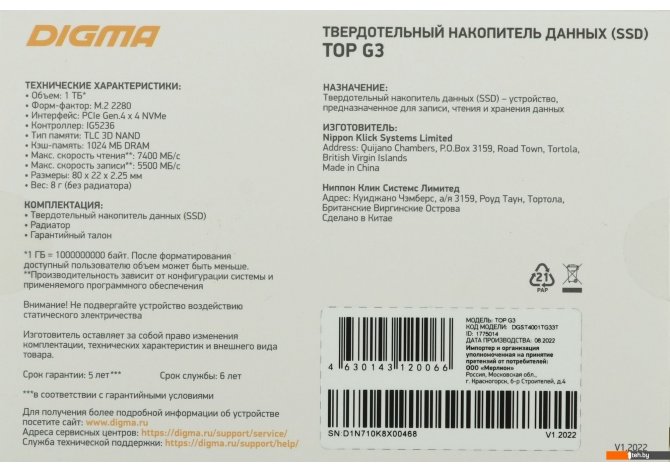 DIGMA
ТЕХНИЧЕСКИЕ ХАРАКТЕРИСТИКИ:
• Объем: 1 ТБ*
• Форм-фактор: M.2 2280
• Интерфейс: PCIe Gen.4 x 4 NVMe
• Контроллер: IG5236
• Тип памяти: TLC 3D NAND
• Кэш-память: 1024 МБ DRAM
• Макс. скорость чтения**: 7400 МБ/с
• Макс. скорость записи**: 5500 МБ/с
• Размеры: 80 x 22 x 2.25 мм
• Вес: 8 г (без радиатора)
КОМПЛЕКТАЦИЯ:
• Твердотельный накопитель данных (SSD)
• Радиатор
• Гарантийный талон
*1 ГБ = 1000000000 байт. После форматирования
доступный пользователю объем может быть меньше.
**Производительность зависит от конфигурации системы и
применяемого программного обеспечения
Внимание! Не подвергайте устройство воздействию
статического электричества
Изготовитель оставляет за собой право изменения
комплектации, технических характеристик и внешнего вида
товара.
Срок гарантии: 5 лет*** Срок службы: 6 лет
***в соответствии с гарантийными условиями
Для получения более подробной информации об устройстве
посетите сайт: www.digma.ru
Адреса сервисных центров: https://digma.ru/support/service/
Служба технической поддержки: https://digma.ru/support/help/
ТВЕРДОТЕЛЬНЫЙ НАКОПИТЕЛЬ ДАННЫХ (SSD)
TOP G3
НАЗНАЧЕНИЕ:
Твердотельный накопитель данных (SSD) – устройство,
предназначенное для записи, чтения и хранения данных
ИЗГОТОВИТЕЛЬ:
Nippon Klick Systems Limited
Address: Quijano Chambers, P.O.Box 3159, Road Town, Tortola,
British Virgin Islands
Made in China
Ниппон Клик Системс Лимитед
Адрес: Куиджано Чэмберс, а/я 3159, Роуд Таун, Тортола,
Британские Виргинские Острова
Сделано в Китае
21
PAP
4 630143 120066
МОДЕЛЬ: TOP G3
КОД МОДЕЛИ: DGST4001TG33T
ID: 1775014
ДАТА ПРОИЗВОДСТВА: 08.2022
Импортер и организация
уполномоченная на принятие
претензий от потребителей:
ООО «Мерлион»
Россия, Московская обл.,
г. Красногорск, б-р Строителей, д.4
SN:D1N710K8X00468 V1.2022
V1.2022
1teh.by